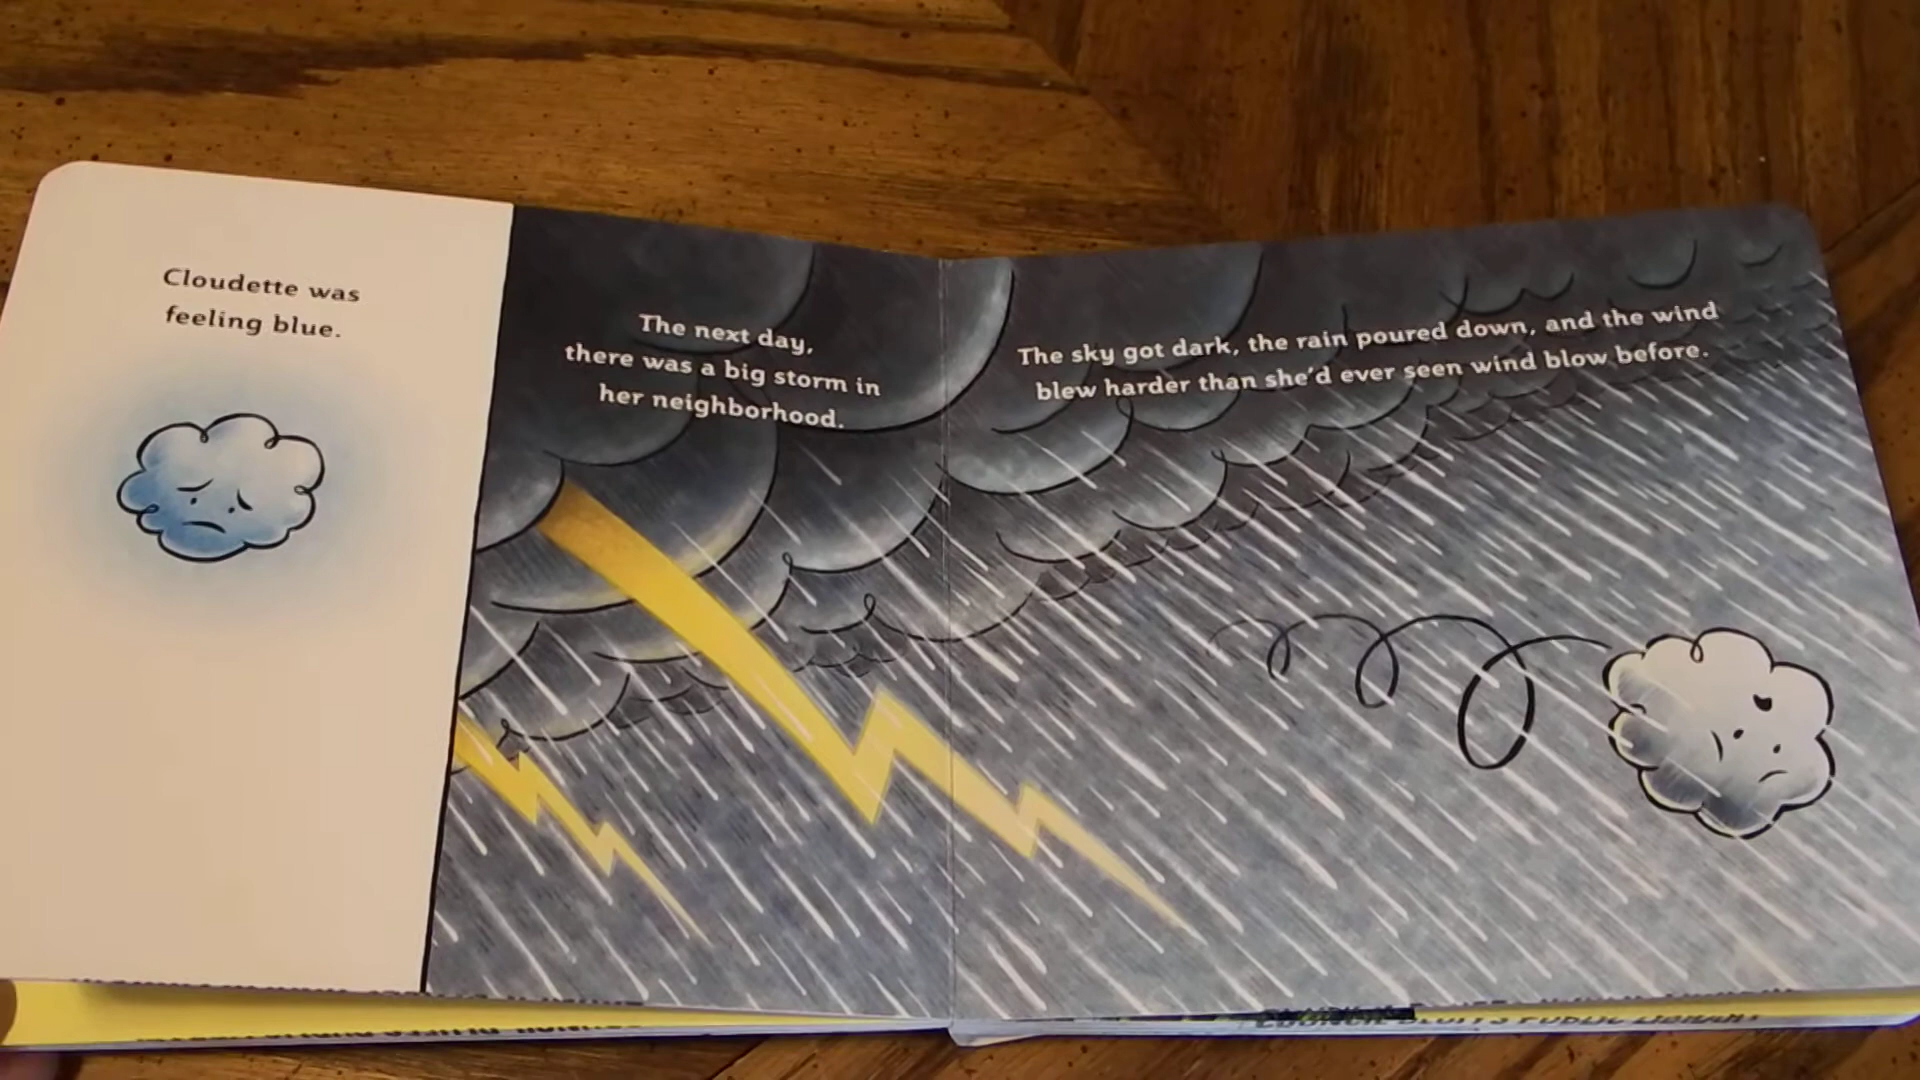 Cloudette was
feeling blue.
The next day,
there was a big storm in
her neighborhood.
The sky got dark, the rain poured down, and the wind
blew harder than she'd ever seen wind blow before.